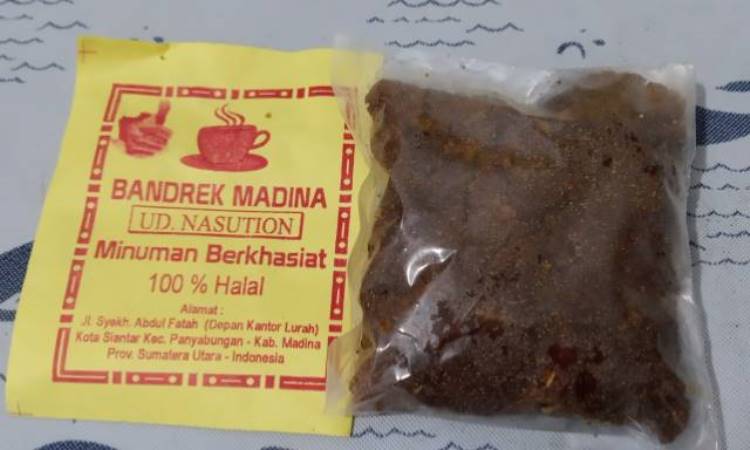 BANDREK MADINA
UD. NASUTION
Minuman Berkhasiat
100 % Halal
Alamat :
Jl. Syekh Abdul Fatah (Depan Kantor Lurah)
Kota Siantar Kec. Panyabungan - Kab. Madina
Prov. Sumatera Utara - Indonesia